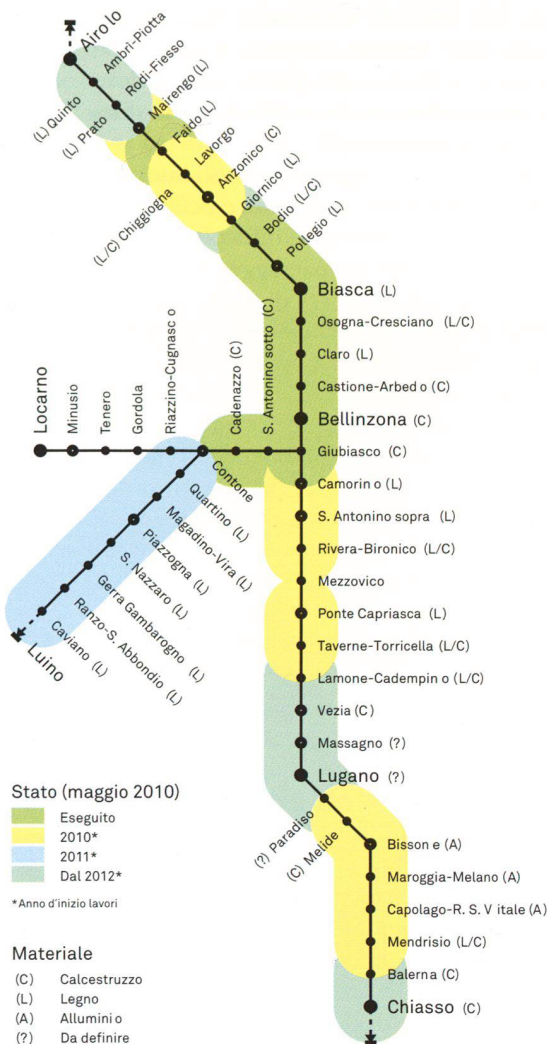 Airolo
Ambrì-Piotta
(L) Quinto
Rodi-Fiesso
(L) Prato
Mairengo (L)
Faido (L)
Lavorgo
(L/C) Chiggiogna
Anzonico (C)
Giornico (L)
Bodio (L/C)
Pollegio (L)
Biasca (L)
Osogna-Cresciano (L/C)
Claro (L)
Castione-Arbedo (C)
Bellinzona (C)
Giubiasco (C)
Locarno
Minusio
Tenero
Gordola
Riazzino-Cugnasco
Cadenazzo (C)
S. Antonino sotto (C)
Contone
Quartino (L)
Magadino-Vira (L)
Piazzogna (L)
S. Nazzaro (L)
Gerra Gambarogno (L)
Ranzo-S. Abbondio (L)
Caviano (L)
Luino
Camorino (L)
S. Antonino sopra (L)
Rivera-Bironico (L/C)
Mezzovico
Ponte Capriasca (L)
Taverne-Torricella (L/C)
Lamone-Cadempino (L/C)
Vezia (C)
Massagno (?)
Lugano (?)
(?) Paradiso
(C) Melide
Bissone (A)
Maroggia-Melano (A)
Capolago-R. S. Vitale (A)
Mendrisio (L/C)
Balerna (C)
Chiasso (C)
Stato (maggio 2010)
Eseguito
2010*
2011*
Dal 2012*
*Anno d'inizio lavori
Materiale
(C) Calcestruzzo
(L) Legno
(A) Alluminio
(?) Da definire